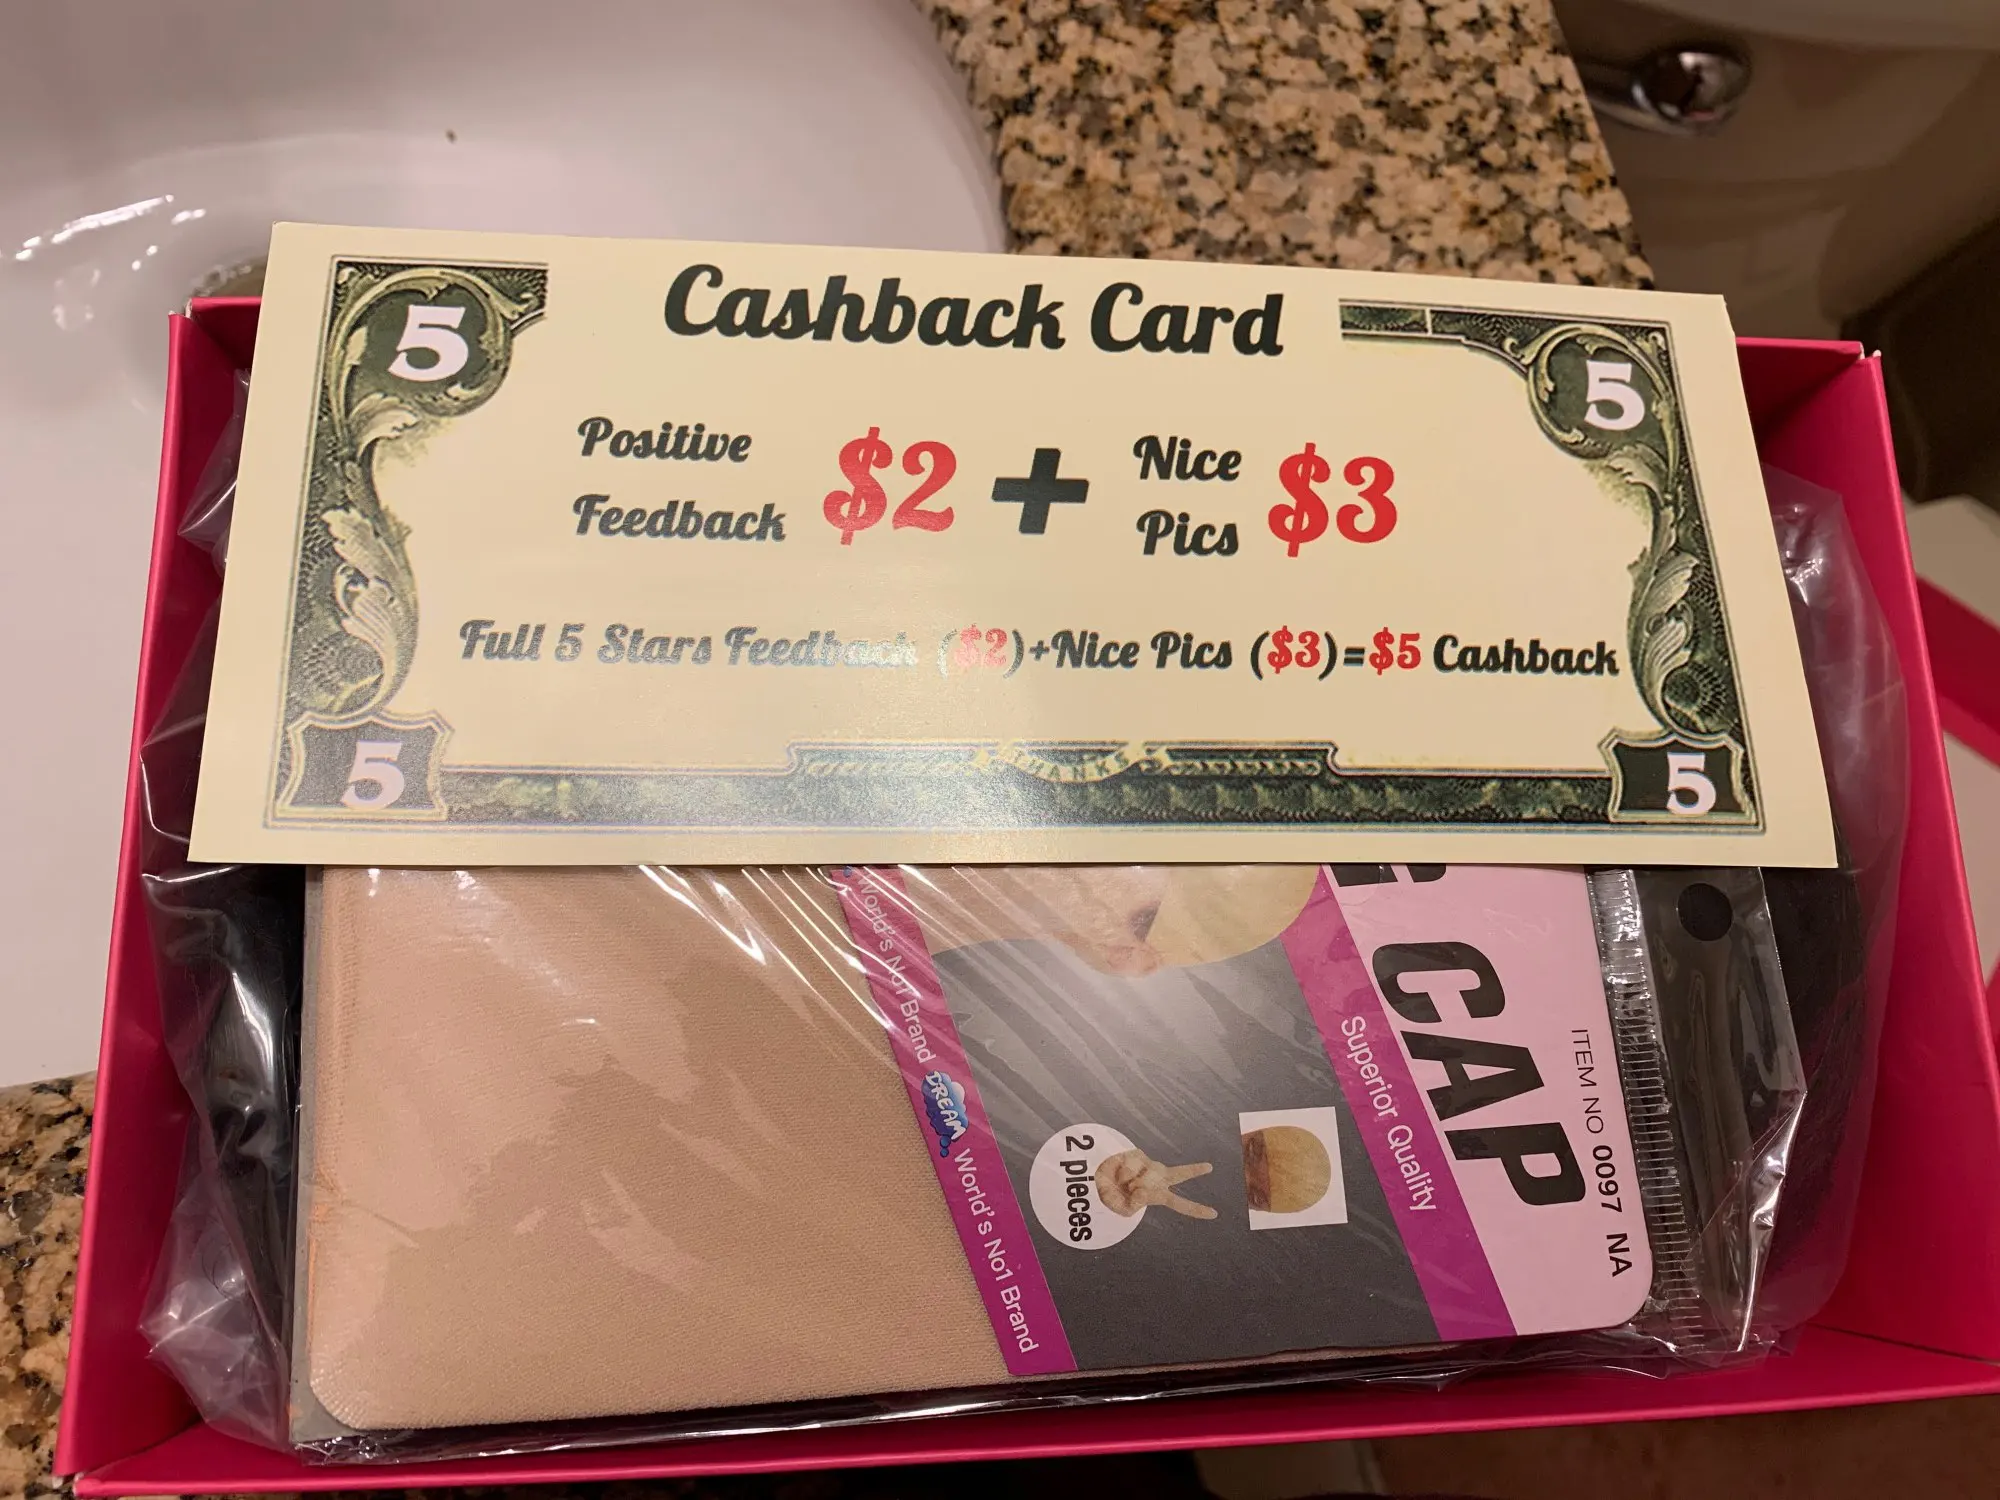 5
Cashback Card
5
Positive
Feedback
$2
+
Nice
Pics
$3
Full 5 Stars Feedback ($2)+Nice Pics ($3)=$5 Cashback
5
THANKS
5
CAP
Superior Quality
ITEM NO 0097 NA
World's No1 Brand DREAM World's No1 Brand
2 pieces